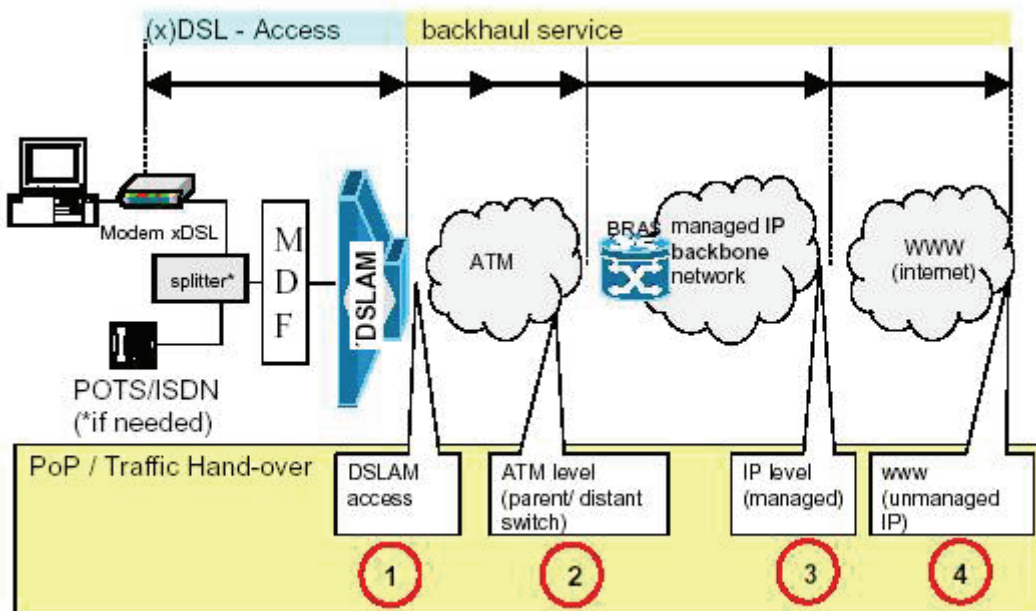 (x)DSL - Access
backhaul service
Modem xDSL
splitter*
M
D
F
DSLAM
ATM
BRAS
managed IP
backbone
network
WWW
(internet)
POTS/ISDN
(*if needed)
PoP / Traffic Hand-over
DSLAM
access
ATM level
(parent/ distant
switch)
IP level
(managed)
www
(unmanaged
IP)
1
2
3
4